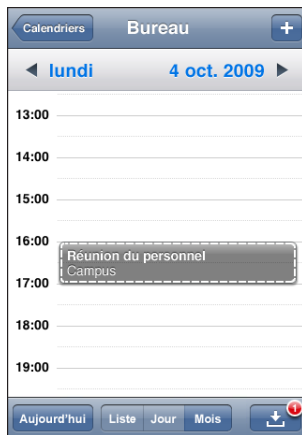 Calendriers
Bureau
+
lundi
4 oct. 2009
13:00
14:00
15:00
16:00
Réunion du personnel
Campus
17:00
18:00
19:00
Aujourd'hui
Liste
Jour
Mois
1